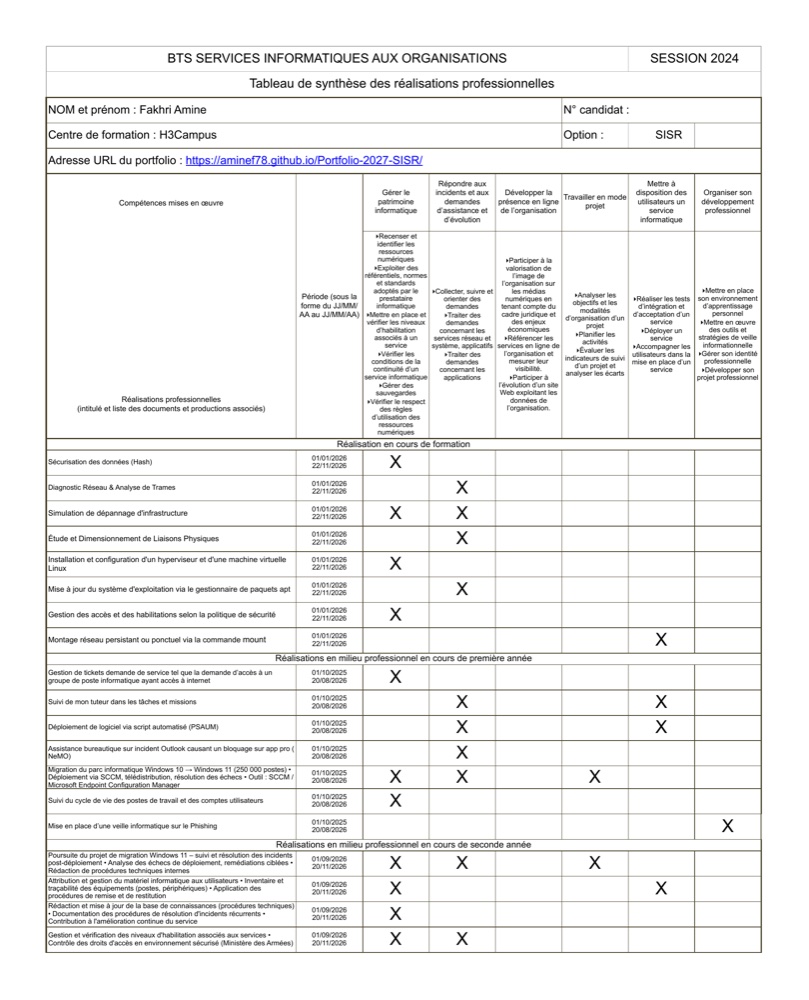 BTS SERVICES INFORMATIQUES AUX ORGANISATIONS
SESSION 2024
Tableau de synthèse des réalisations professionnelles
NOM et prénom : Fakhri Amine
N° candidat :
Centre de formation : H3Campus
Option :
SISR
Adresse URL du portfolio : https://aminef78.github.io/Portfolio-2027-SISR/
Compétences mises en œuvre
Réalisations professionnelles
(intitulé et liste des documents et productions associés)
Période (sous la
forme du JJ/MM/
AA au JJ/MM/AA)
Gérer le
patrimoine
informatique
Répondre aux
incidents et aux
demandes
d'assistance et
d'évolution
Développer la
présence en ligne
de l'organisation
Travailler en mode
projet
Mettre à
disposition des
utilisateurs un
service
informatique
Organiser son
développement
professionnel
‣Recenser et
identifier les
ressources
numériques
‣Exploiter des
référentiels, normes
et standards
adoptés par le
prestataire
informatique
‣Mettre en place et
vérifier les niveaux
d'habilitation
associés à un
service
‣Vérifier les
conditions de la
continuité d'un
service informatique
‣Gérer des
sauvegardes
‣Vérifier le respect
des règles
d'utilisation des
ressources
numériques
‣Collecter, suivre et
orienter des
demandes
‣Traiter des
demandes
concernant les
services réseau et
système, applicatifs
‣Traiter des
demandes
concernant les
applications
‣Participer à la
valorisation de
l'image de
l'organisation sur
les médias
numériques en
tenant compte du
cadre juridique et
des enjeux
économiques
‣Référencer les
services en ligne de
l'organisation et
mesurer leur
visibilité.
‣Participer à
l'évolution d'un site
Web exploitant les
données de
l'organisation.
‣Analyser les
objectifs et les
modalités
d'organisation d'un
projet
‣Planifier les
activités
‣Évaluer les
indicateurs de suivi
d'un projet et
analyser les écarts
‣Réaliser les tests
d'intégration et
d'acceptation d'un
service
‣Déployer un
service
‣Accompagner les
utilisateurs dans la
mise en place d'un
service
‣Mettre en place
son environnement
d'apprentissage
personnel
‣Mettre en œuvre
des outils et
stratégies de veille
informationnelle
‣Gérer son identité
professionnelle
‣Développer son
projet professionnel
Réalisation en cours de formation
Sécurisation des données (Hash)
01/01/2026
22/11/2026
X
Diagnostic Réseau & Analyse de Trames
01/01/2026
22/11/2026
X
Simulation de dépannage d'infrastructure
01/01/2026
22/11/2026
X X
Étude et Dimensionnement de Liaisons Physiques
01/01/2026
22/11/2026
X
Installation et configuration d'un hyperviseur et d'une machine virtuelle
Linux
01/01/2026
22/11/2026
X
Mise à jour du système d'exploitation via le gestionnaire de paquets apt
01/01/2026
22/11/2026
X
Gestion des accès et des habilitations selon la politique de sécurité
01/01/2026
22/11/2026
X
Montage réseau persistant ou ponctuel via la commande mount
01/01/2026
22/11/2026
X
Réalisations en milieu professionnel en cours de première année
Gestion de tickets demande de service tel que la demande d'accès à un
groupe de poste informatique ayant accès à internet
01/10/2025
20/08/2026
X
Suivi de mon tuteur dans les tâches et missions
01/10/2025
20/08/2026
X X
Déploiement de logiciel via script automatisé (PSAUM)
01/10/2025
20/08/2026
X X
Assistance bureautique sur incident Outlook causant un bloquage sur app pro (
NeMO)
01/10/2025
20/08/2026
X
Migration du parc informatique Windows 10 → Windows 11 (250 000 postes) •
Déploiement via SCCM, télédistribution, résolution des échecs • Outil : SCCM /
Microsoft Endpoint Configuration Manager
01/10/2025
20/08/2026
X X X
Suivi du cycle de vie des postes de travail et des comptes utilisateurs
01/10/2025
20/08/2026
X
Mise en place d'une veille informatique sur le Phishing
01/10/2025
20/08/2026
X
Réalisations en milieu professionnel en cours de seconde année
Poursuite du projet de migration Windows 11 – suivi et résolution des incidents
post-déploiement • Analyse des échecs de déploiement, remédiations ciblées •
Rédaction de procédures techniques internes
01/09/2026
20/11/2026
X X X
Attribution et gestion du matériel informatique aux utilisateurs • Inventaire et
traçabilité des équipements (postes, périphériques) • Application des
procédures de remise et de restitution
01/09/2026
20/11/2026
X X
Rédaction et mise à jour de la base de connaissances (procédures techniques)
• Documentation des procédures de résolution d'incidents récurrents •
Contribution à l'amélioration continue du service
01/09/2026
20/11/2026
X
Gestion et vérification des niveaux d'habilitation associés aux services •
Contrôle des droits d'accès en environnement sécurisé (Ministère des Armées)
01/09/2026
20/11/2026
X X